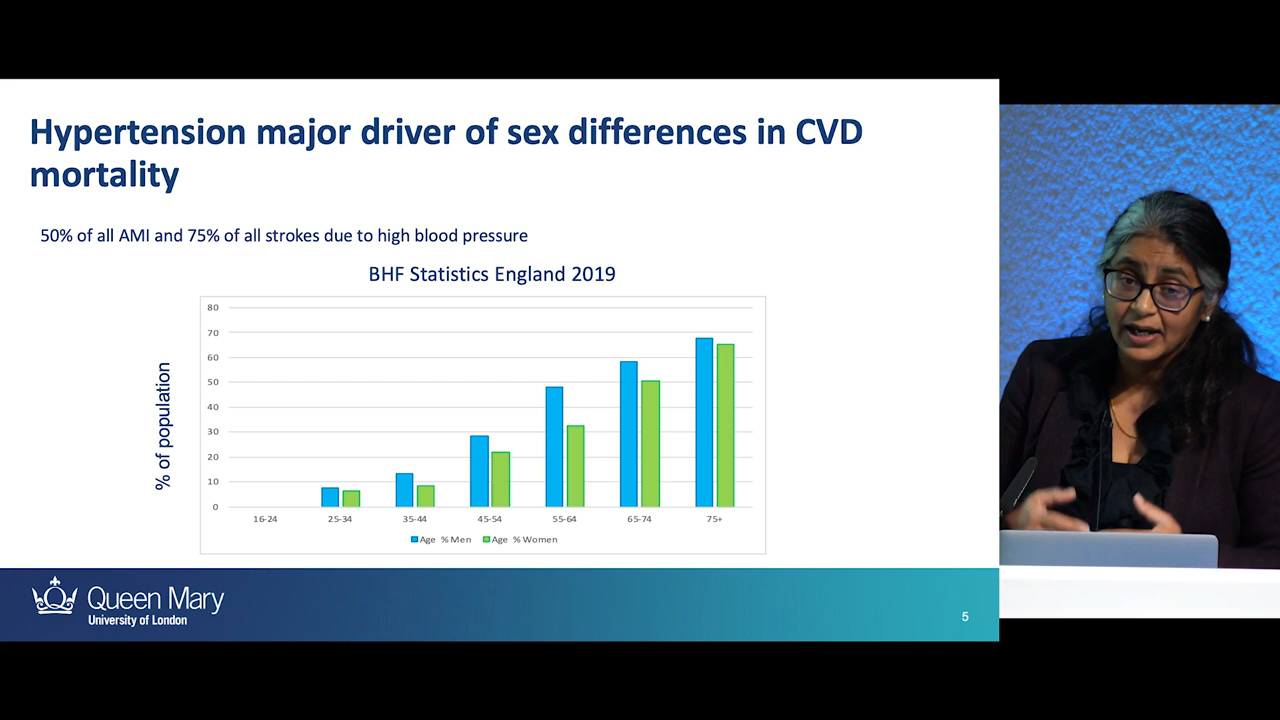 Hypertension major driver of sex differences in CVD
mortality
50% of all AMI and 75% of all strokes due to high blood pressure
BHF Statistics England 2019
% of population
80
70
60
50
40
30
20
10
0
16-24 25-34 35-44 45-54 55-64 65-74 75+
Age % Men Age % Women
Queen Mary
University of London
5